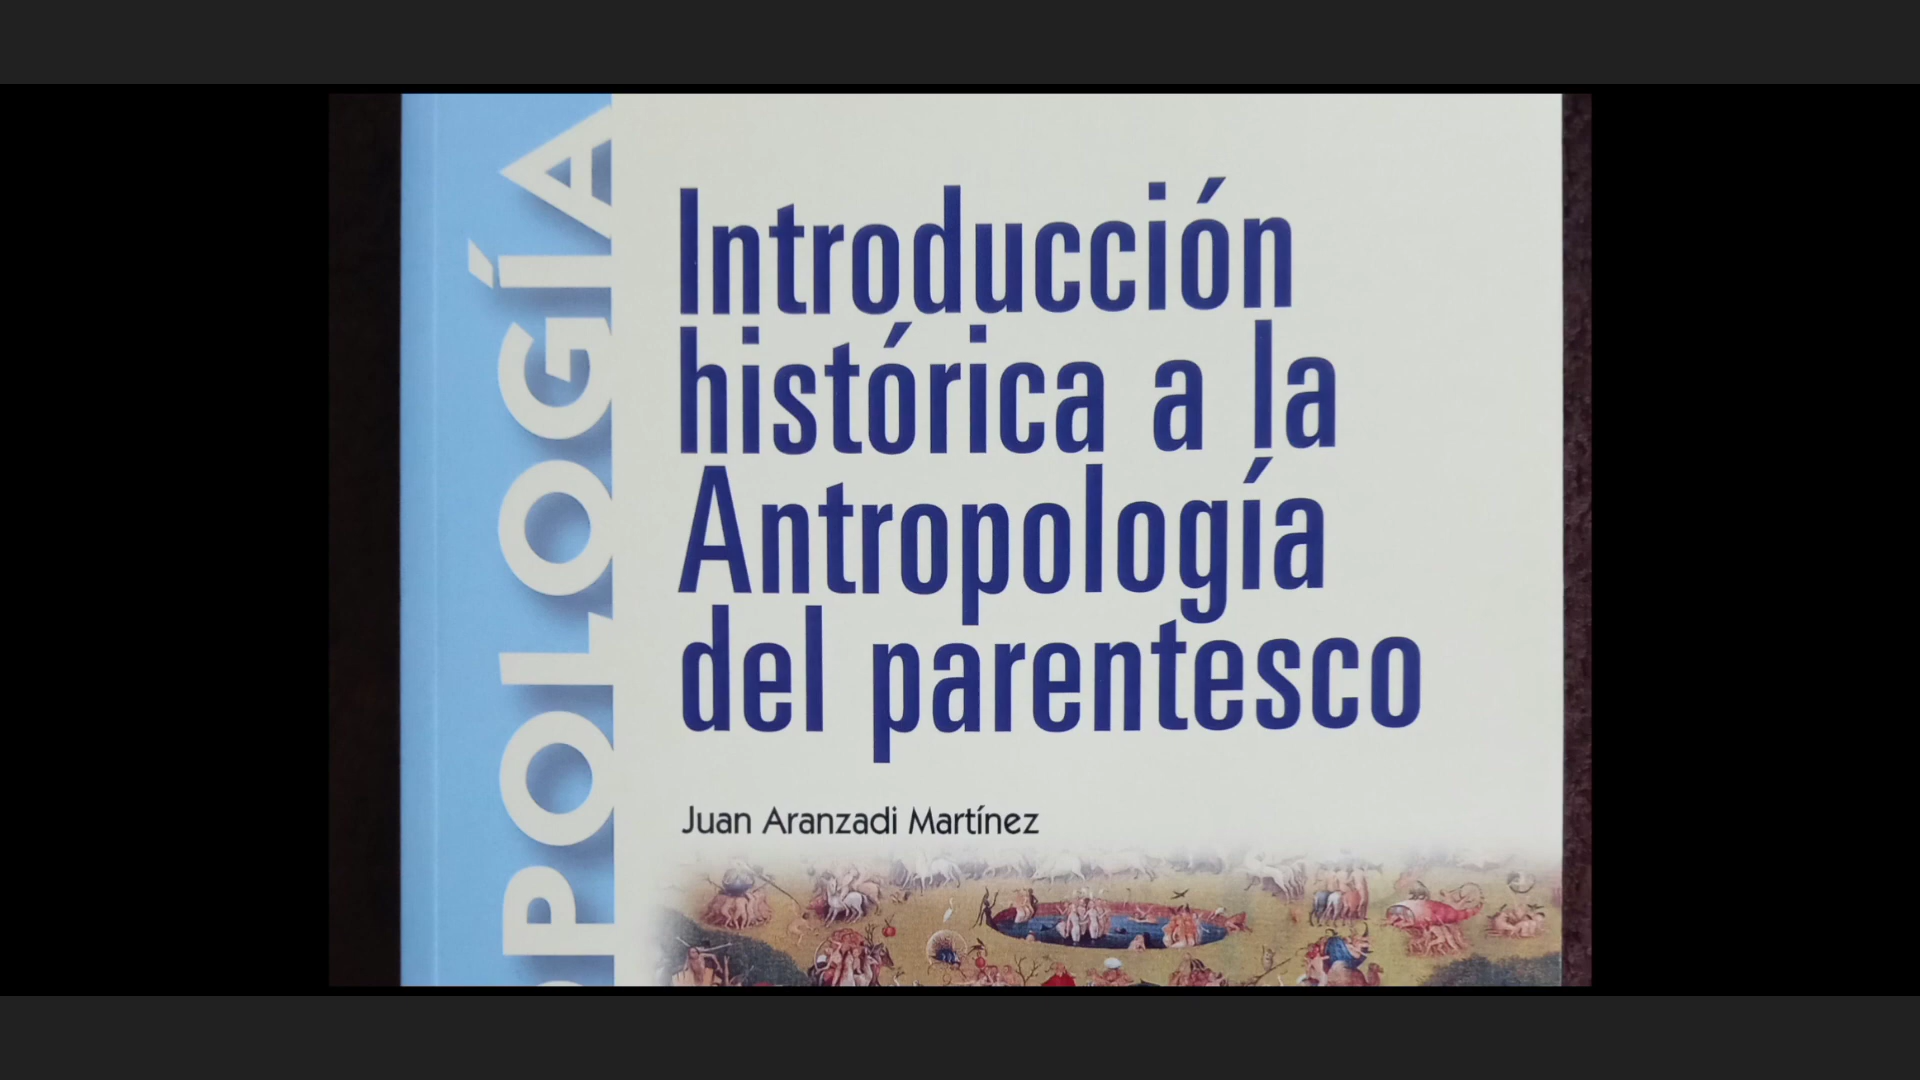 Introducción
histórica a la
Antropología
del parentesco
Juan Aranzadi Martínez
POLOGÍA